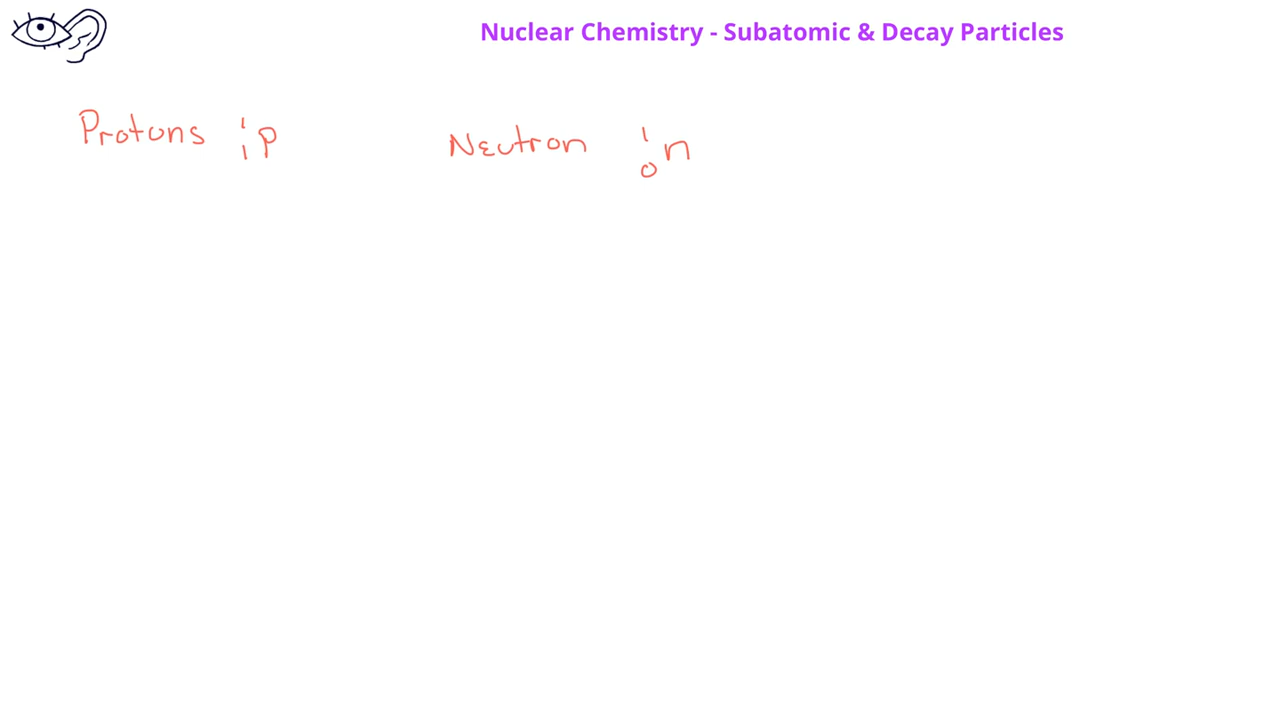 Nuclear Chemistry - Subatomic & Decay Particles
Protons ¹₁p Neutron ¹₀n